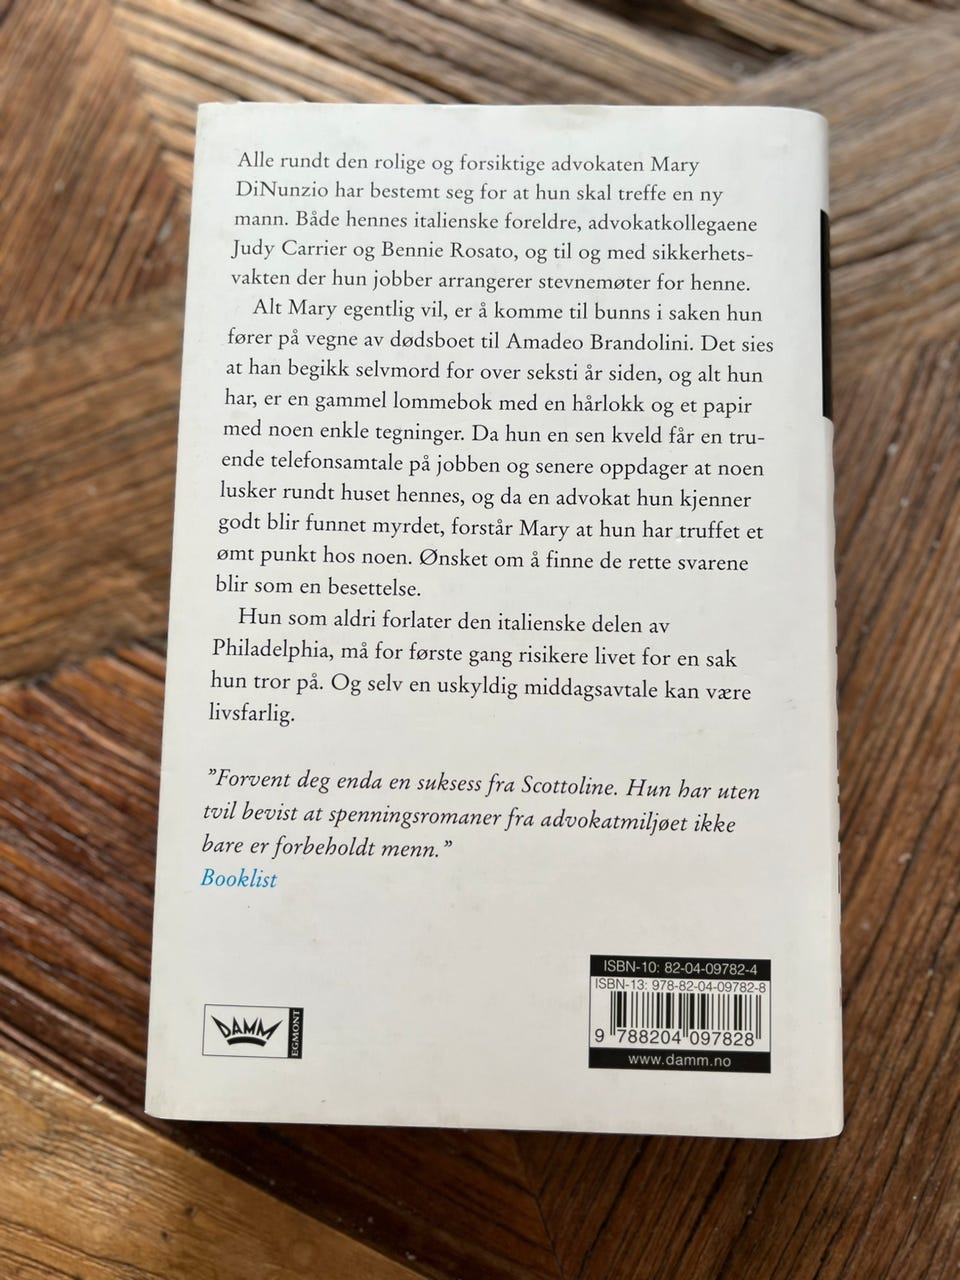 Alle rundt den rolige og forsiktige advokaten Mary
DiNunzio har bestemt seg for at hun skal treffe en ny
mann. Både hennes italienske foreldre, advokatkollegaene
Judy Carrier og Bennie Rosato, og til og med sikkerhets-
vakten der hun jobber arrangerer stevnemøter for henne.
Alt Mary egentlig vil, er å komme til bunns i saken hun
fører på vegne av dødsboet til Amadeo Brandolini. Det sies
at han begikk selvmord for over seksti år siden, og alt hun
har, er en gammel lommebok med en hårlokk og et papir
med noen enkle tegninger. Da hun en sen kveld får en tru-
ende telefonsamtale på jobben og senere oppdager at noen
lusker rundt huset hennes, og da en advokat hun kjenner
godt blir funnet myrdet, forstår Mary at hun har truffet et
ømt punkt hos noen. Ønsket om å finne de rette svarene
blir som en besettelse.
Hun som aldri forlater den italienske delen av
Philadelphia, må for første gang risikere livet for en sak
hun tror på. Og selv en uskyldig middagsavtale kan være
livsfarlig.
”Forvent deg enda en suksess fra Scottoline. Hun har uten
tvil bevist at spenningsromaner fra advokatmiljøet ikke
bare er forbeholdt menn.”
Booklist
DAMM
EGMONT
ISBN-10: 82-04-09782-4
ISBN-13: 978-82-04-09782-8
9 788204 097828
www.damm.no